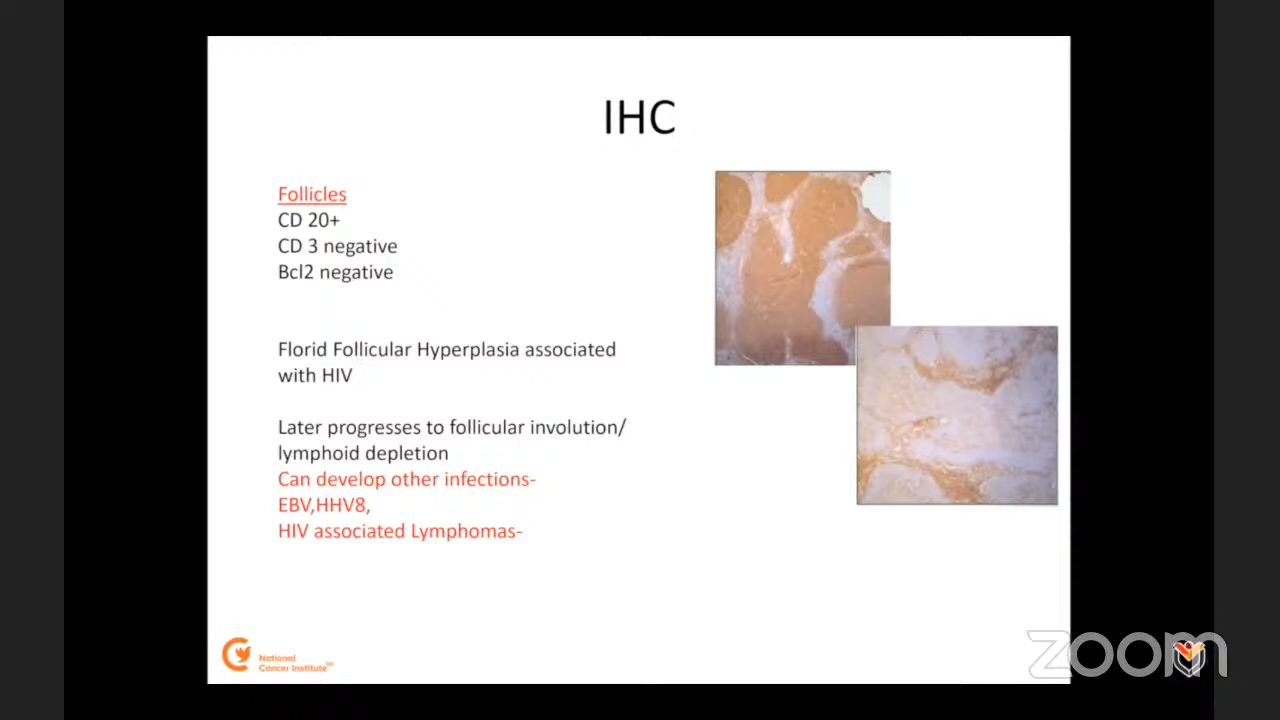 IHC
Follicles
CD 20+
CD 3 negative
Bcl2 negative
Florid Follicular Hyperplasia associated
with HIV
Later progresses to follicular involution/
lymphoid depletion
Can develop other infections-
EBV,HHV8,
HIV associated Lymphomas-
National
Cancer Institute
zoom